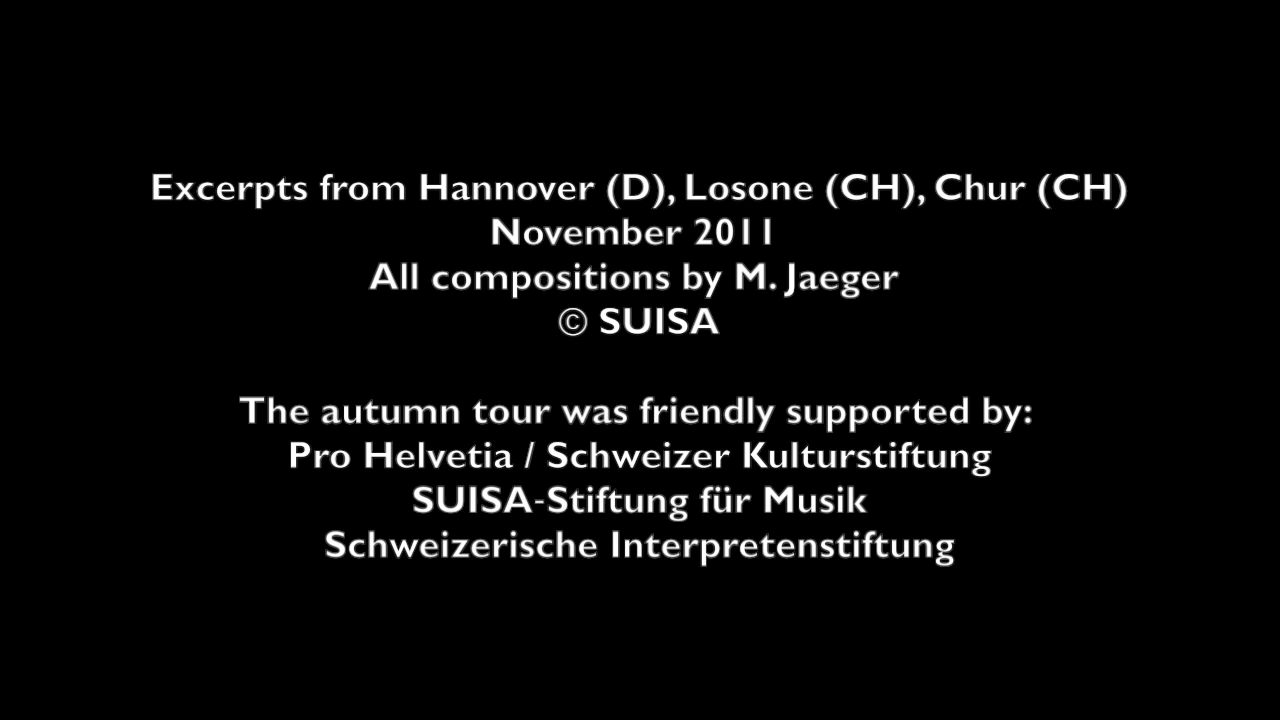 Excerpts from Hannover (D), Losone (CH), Chur (CH)
November 2011
All compositions by M. Jaeger
© SUISA
The autumn tour was friendly supported by:
Pro Helvetia / Schweizer Kulturstiftung
SUISA-Stiftung für Musik
Schweizerische Interpretenstiftung